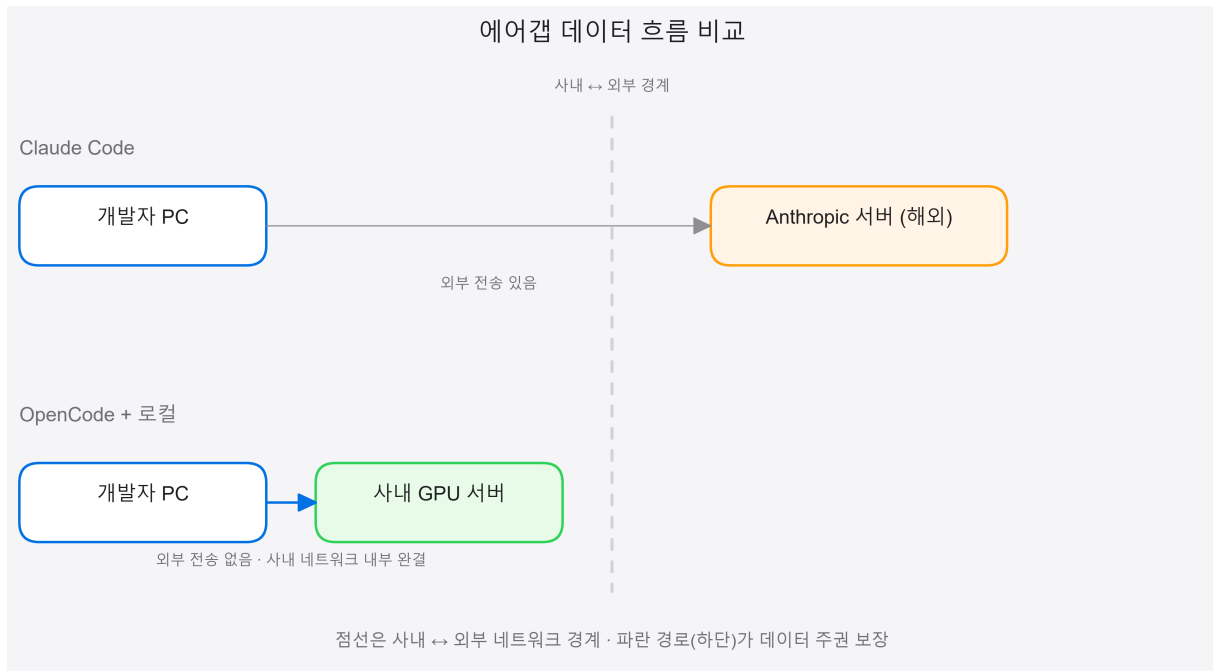 에어갭 데이터 흐름 비교
사내 ↔ 외부 경계
Claude Code
개발자 PC
Anthropic 서버 (해외)
외부 전송 있음
OpenCode + 로컬
개발자 PC
사내 GPU 서버
외부 전송 없음 · 사내 네트워크 내부 완결
점선은 사내 ↔ 외부 네트워크 경계 · 파란 경로(하단)가 데이터 주권 보장